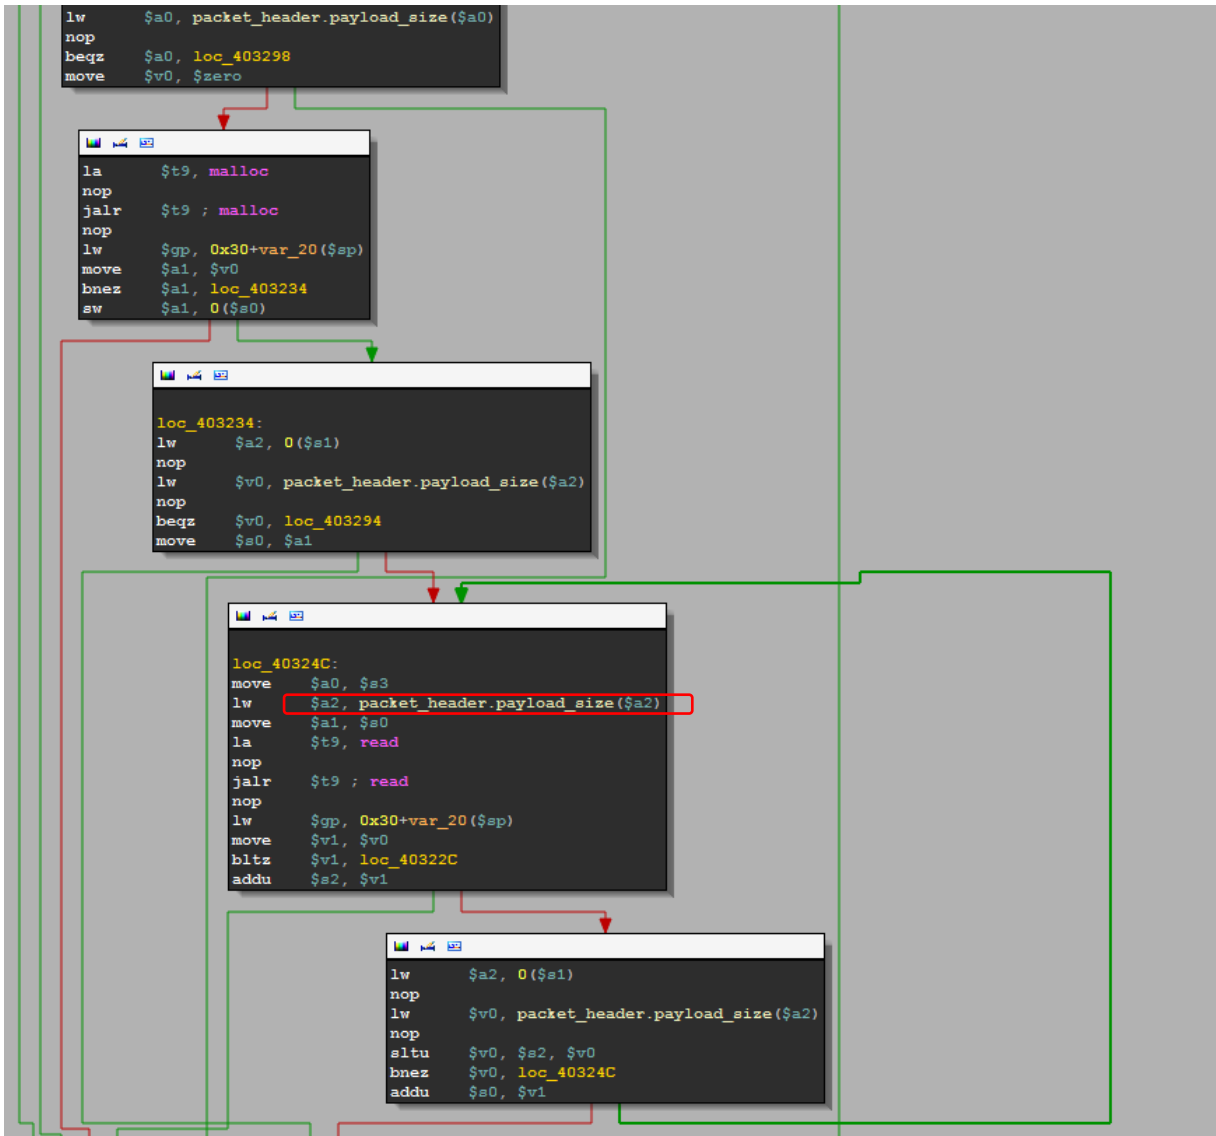 lw $a0, packet_header.payload_size($a0)
nop
beqz $a0, loc_403298
move $v0, $zero
la $t9, malloc
nop
jalr $t9 ; malloc
nop
lw $gp, 0x30+var_20($sp)
move $a1, $v0
bnez $a1, loc_403234
sw $a1, 0($s0)
loc_403234:
lw $a2, 0($s1)
nop
lw $v0, packet_header.payload_size($a2)
nop
beqz $v0, loc_403294
move $s0, $a1
loc_40324C:
move $a0, $s3
lw $a2, packet_header.payload_size($a2)
move $a1, $s0
la $t9, read
nop
jalr $t9 ; read
nop
lw $gp, 0x30+var_20($sp)
move $v1, $v0
bltz $v1, loc_40322C
addu $s2, $v1
lw $a2, 0($s1)
nop
lw $v0, packet_header.payload_size($a2)
nop
sltu $v0, $s2, $v0
bnez $v0, loc_40324C
addu $s0, $v1